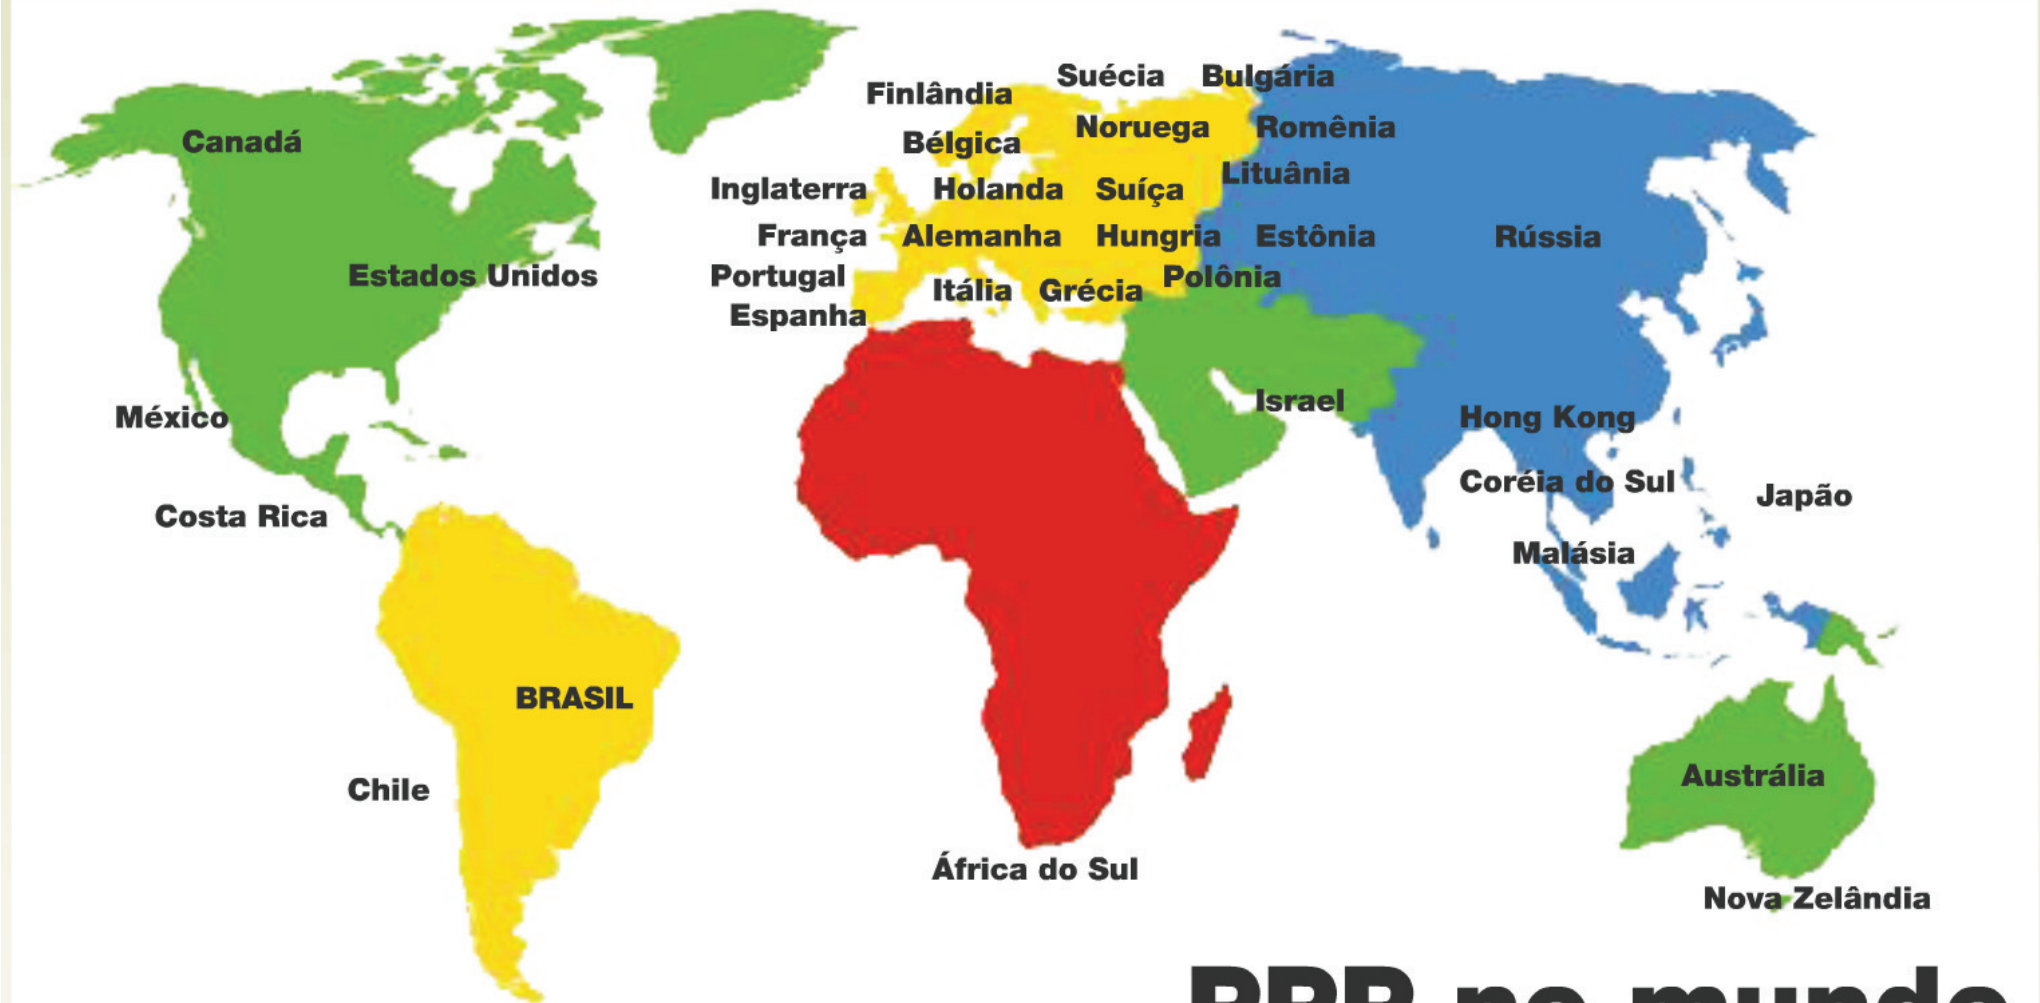 Suécia Bulgária
Finlândia
Noruega Romênia
Canadá
Bélgica
Lituânia
Inglaterra Holanda Suíça
França Alemanha Hungria Estônia Rússia
Estados Unidos
Portugal
Polônia
Itália Grécia
Espanha
Israel
México
Hong Kong
Coréia do Sul
Japão
Costa Rica
Malásia
BRASIL
Austrália
Chile
África do Sul
Nova Zelândia
no mundo